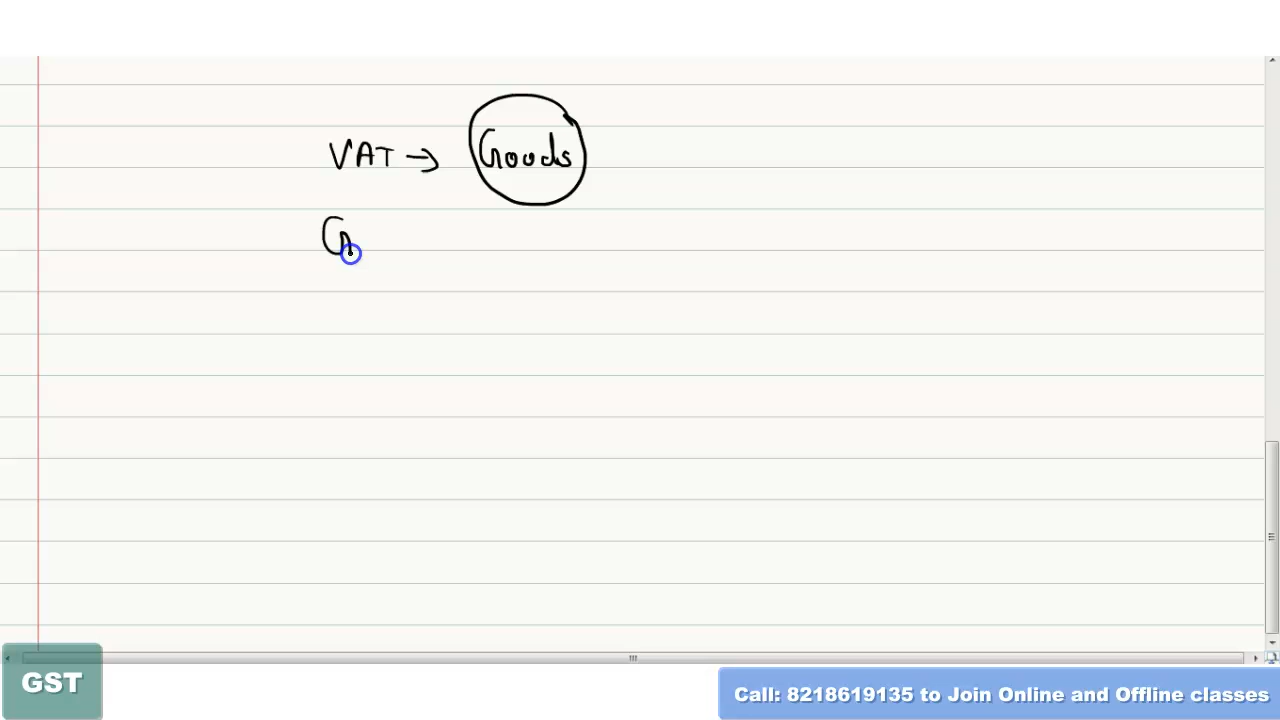 VAT → Goods
G
GST
Call: 8218619135 to Join Online and Offline classes